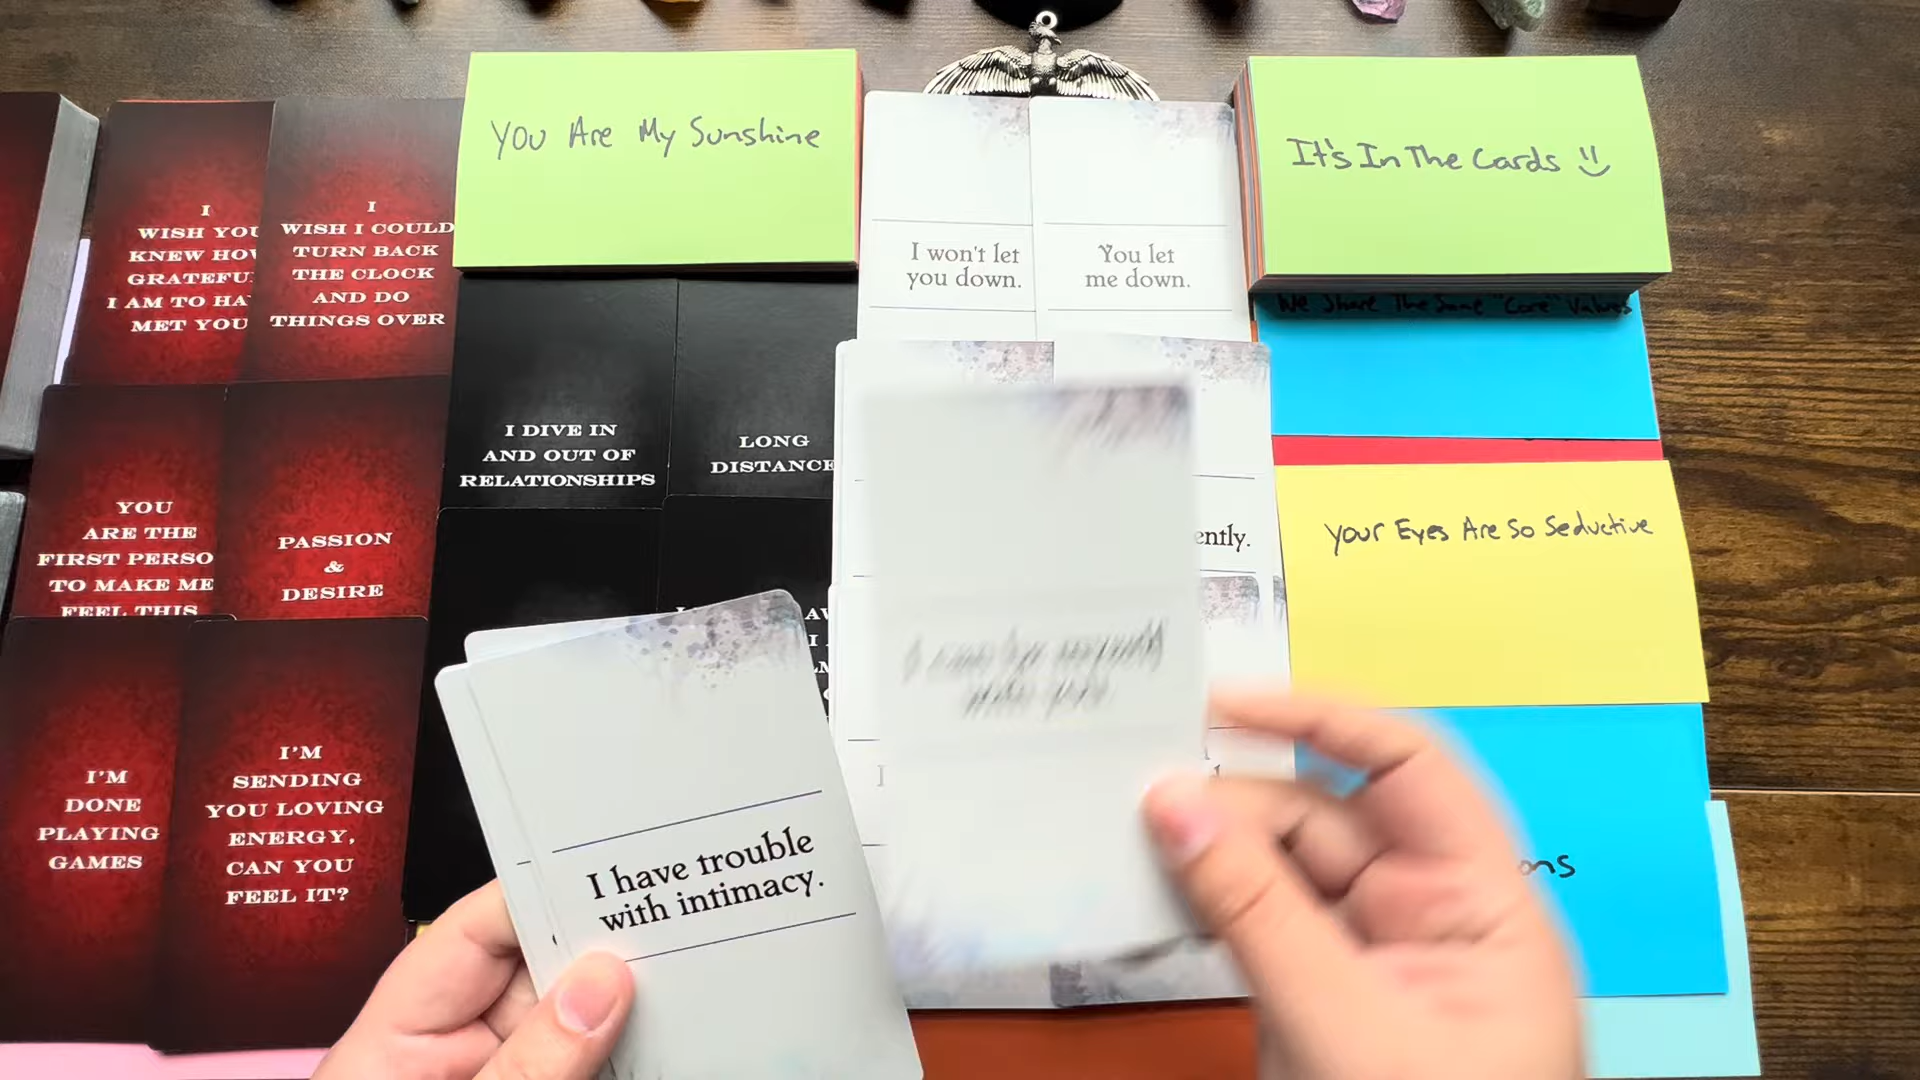 I
WISH YOU
KNEW HOW
GRATEFU
I AM TO HA
MET YOU
I
WISH I COULD
TURN BACK
THE CLOCK
AND DO
THINGS OVER
You Are My Sunshine
I won't let
you down.
You let
me down.
It's In The Cards
We Share The Same "Core" Values
I DIVE IN
AND OUT OF
RELATIONSHIPS
LONG
DISTANCE
YOU
ARE THE
FIRST PERSO
TO MAKE ME
FEEL THIS
PASSION
&
DESIRE
ently.
Your Eyes Are So Seductive
I'M
DONE
PLAYING
GAMES
I'M
SENDING
YOU LOVING
ENERGY,
CAN YOU
FEEL IT?
I have trouble
with intimacy.
ons